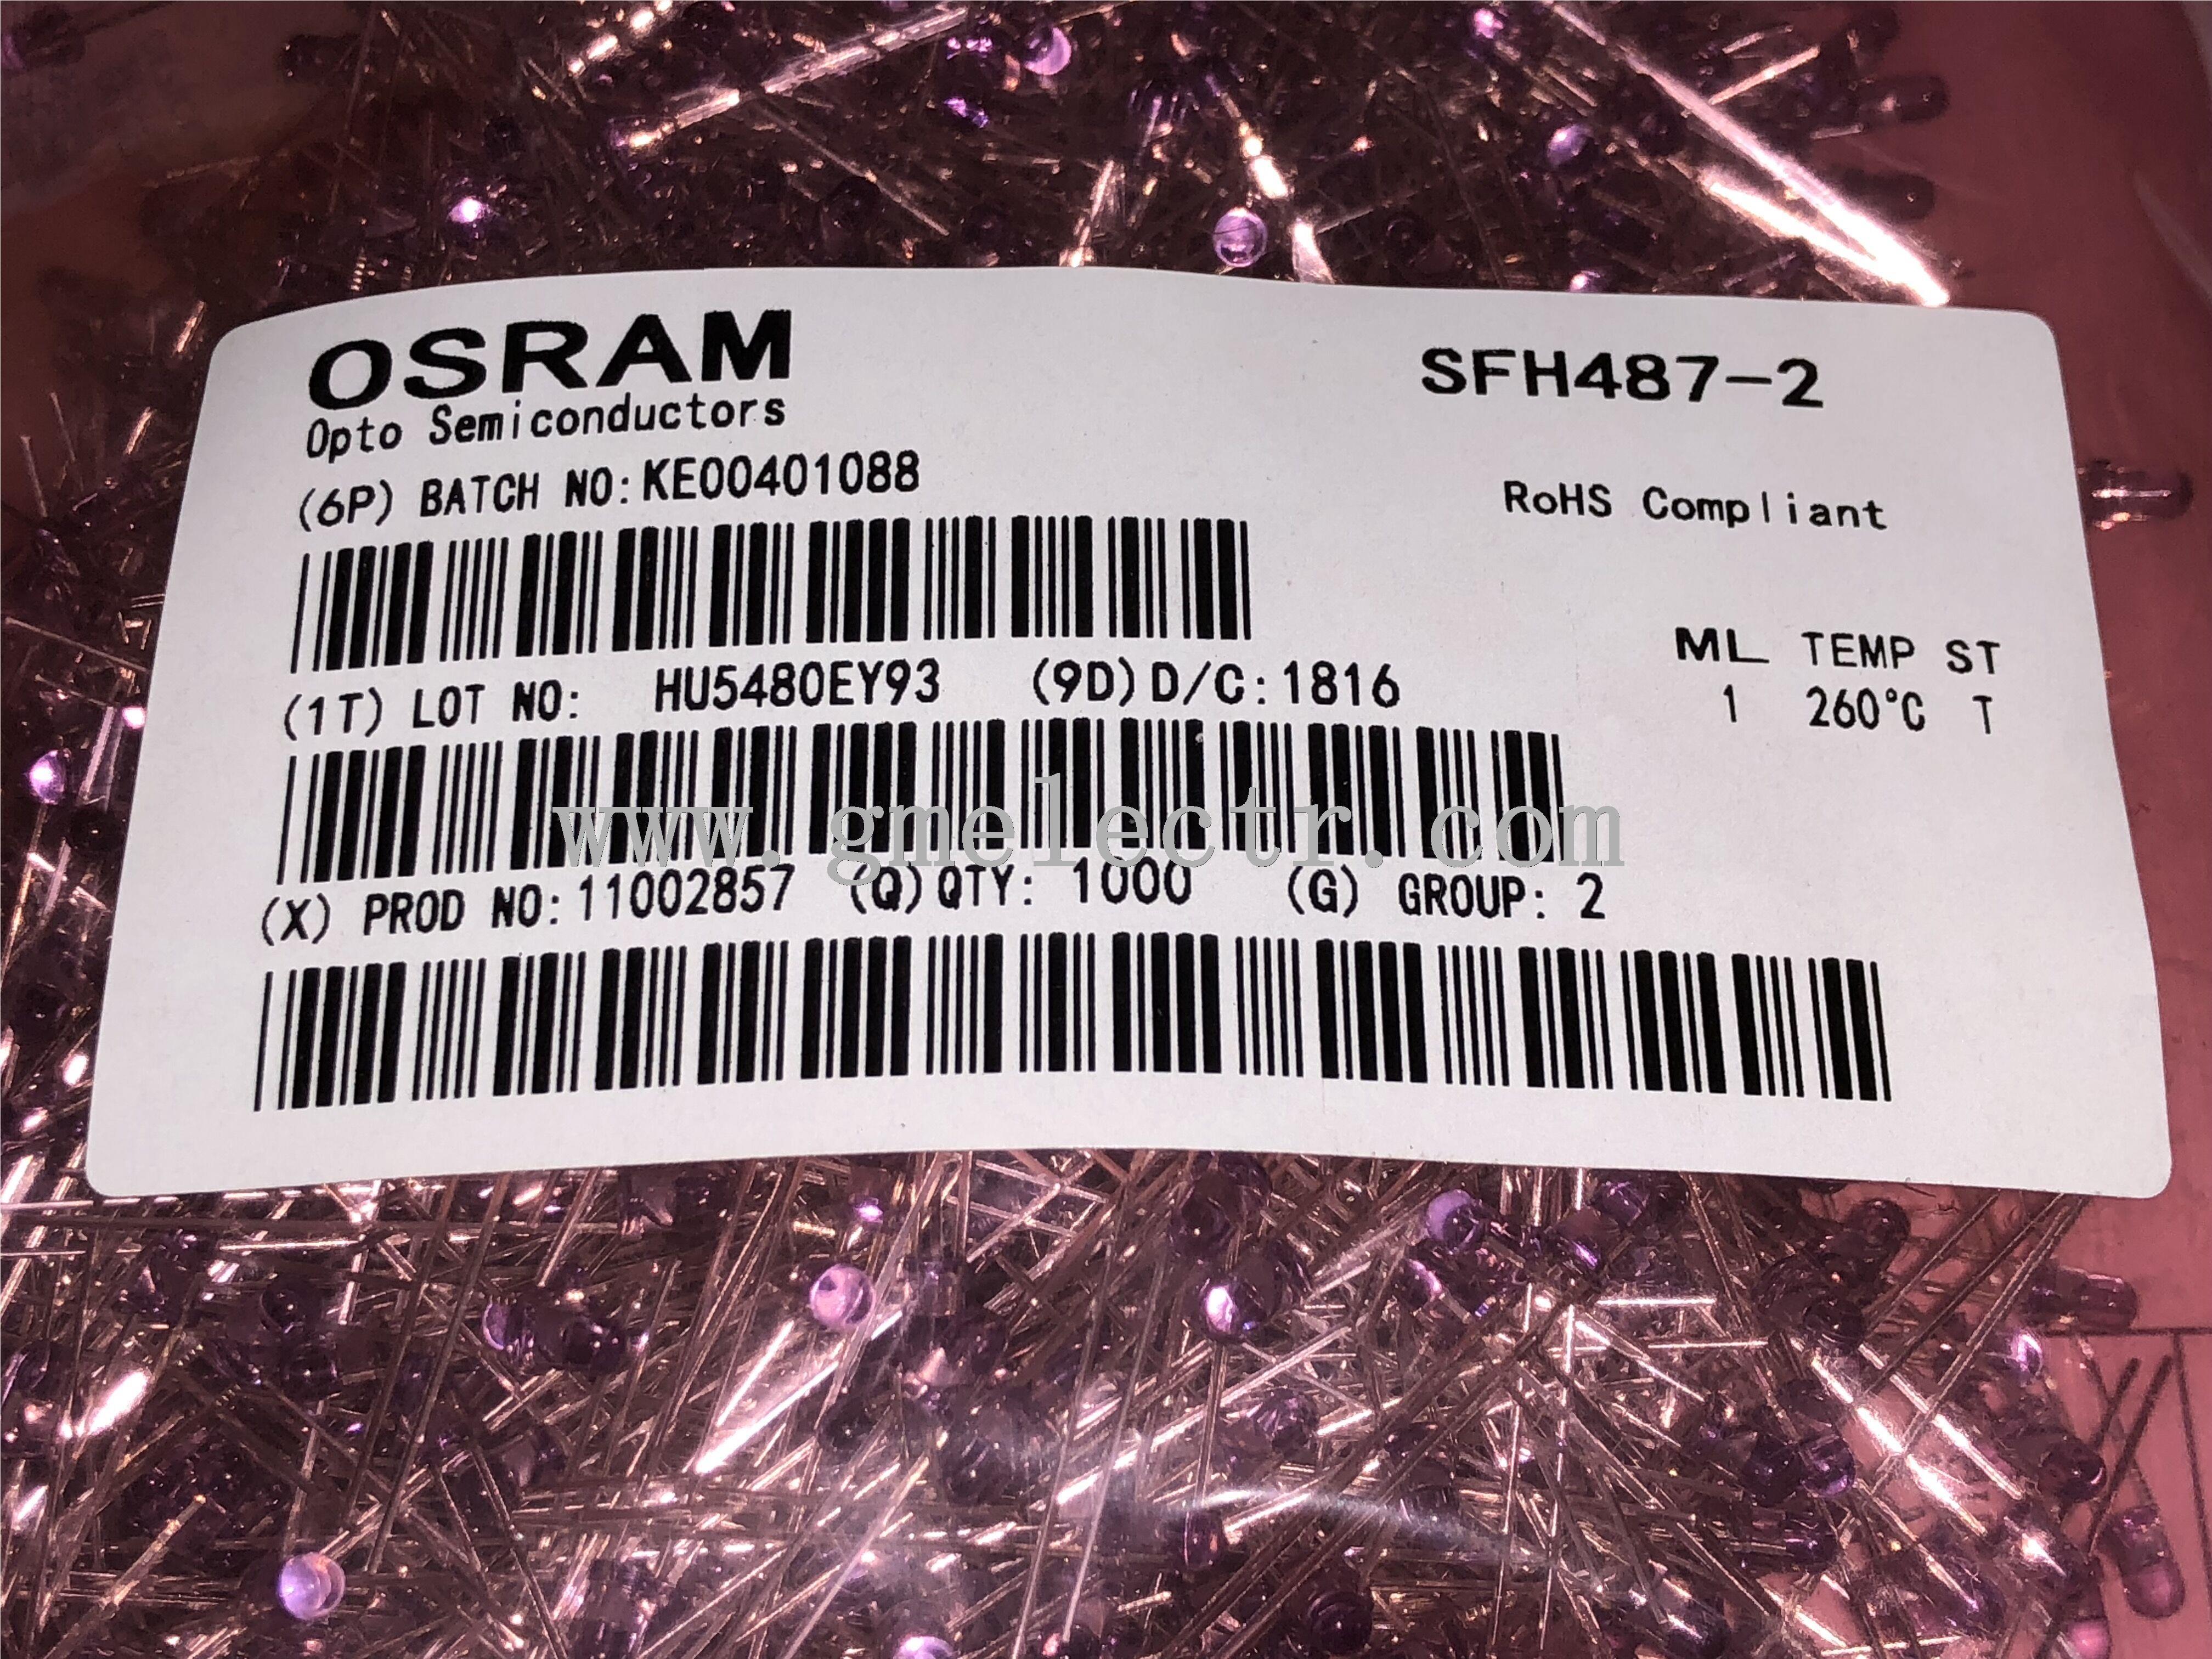 OSRAM
Opto Semiconductors
SFH487-2
(6P) BATCH NO:KE00401088
RoHS Compliant
(1T) LOT NO: HU5480EY93 (9D)D/C:1816
ML TEMP ST
1 260°C T
www.gmelectr.com
(X) PROD NO:11002857 (Q)QTY: 1000 (G) GROUP: 2